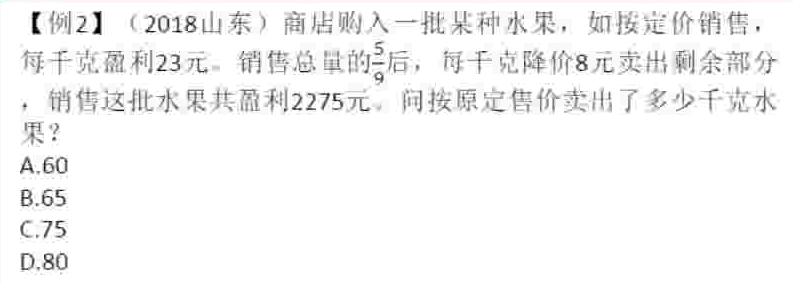 【例2】（2018山东）商店购入一批某种水果，如按定价销售，
每千克盈利23元。销售总量的5/9后，每千克降价8元卖出剩余部分
，销售这批水果共盈利2275元。问按原定售价卖出了多少千克水
果？
A.60
B.65
C.75
D.80